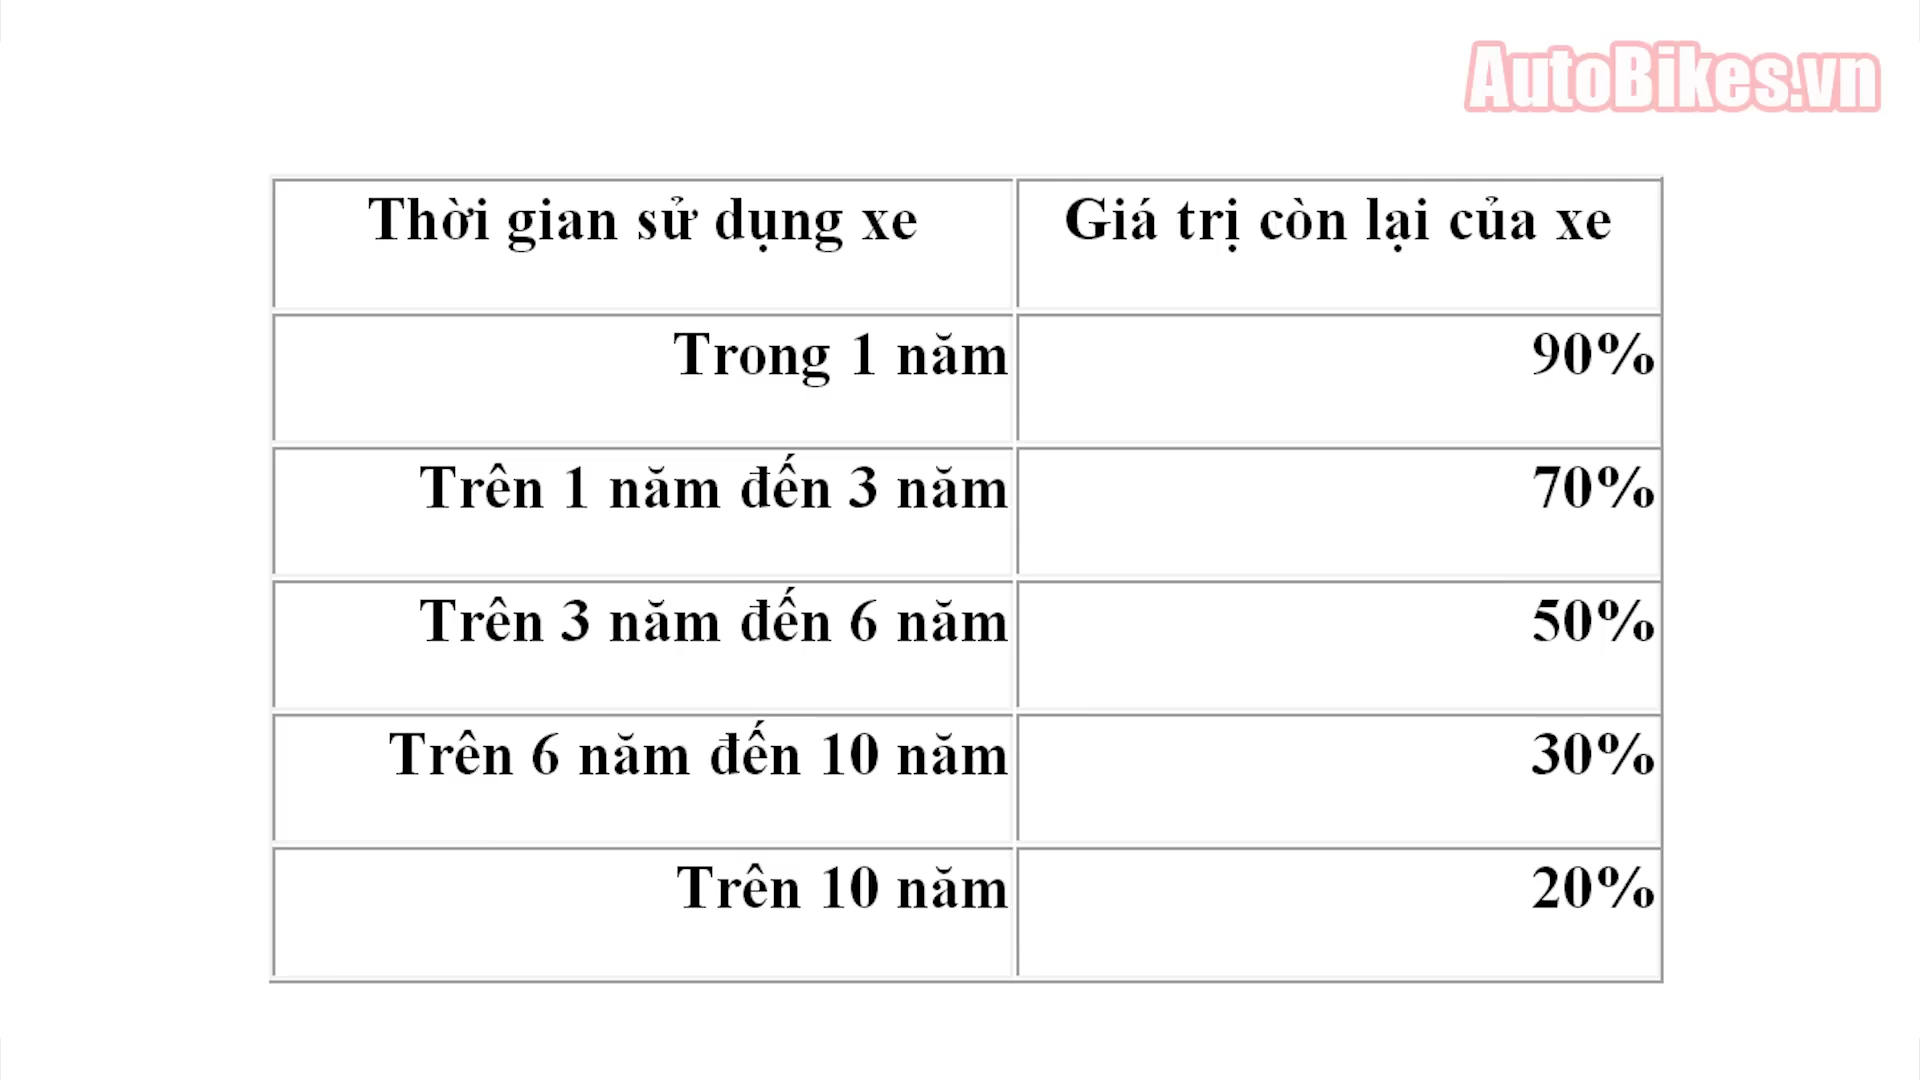 AutoBikes.vn
Thời gian sử dụng xe Giá trị còn lại của xe
Trong 1 năm 90%
Trên 1 năm đến 3 năm 70%
Trên 3 năm đến 6 năm 50%
Trên 6 năm đến 10 năm 30%
Trên 10 năm 20%